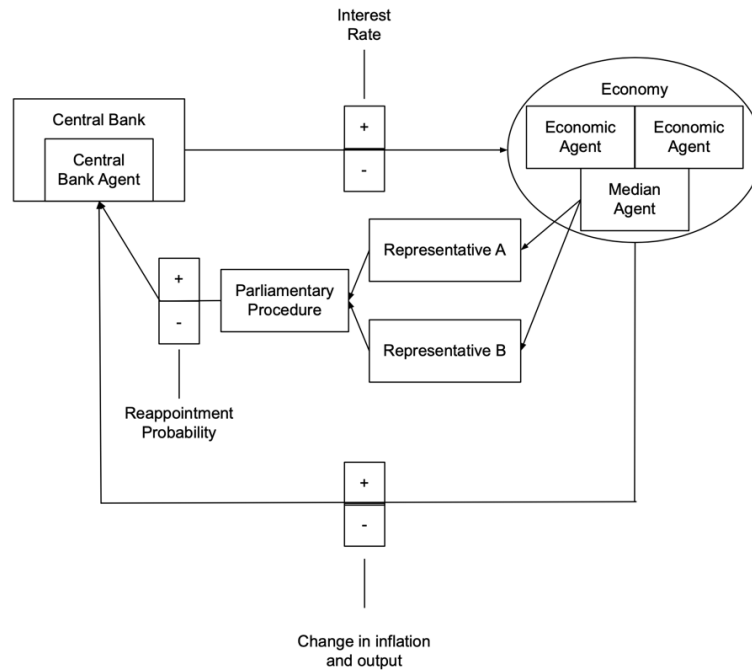 Interest
Rate
Central Bank
Central
Bank Agent
+
-
Economy
Economic
Agent
Economic
Agent
Median
Agent
Representative A
Representative B
Parliamentary
Procedure
+
-
Reappointment
Probability
+
-
Change in inflation
and output